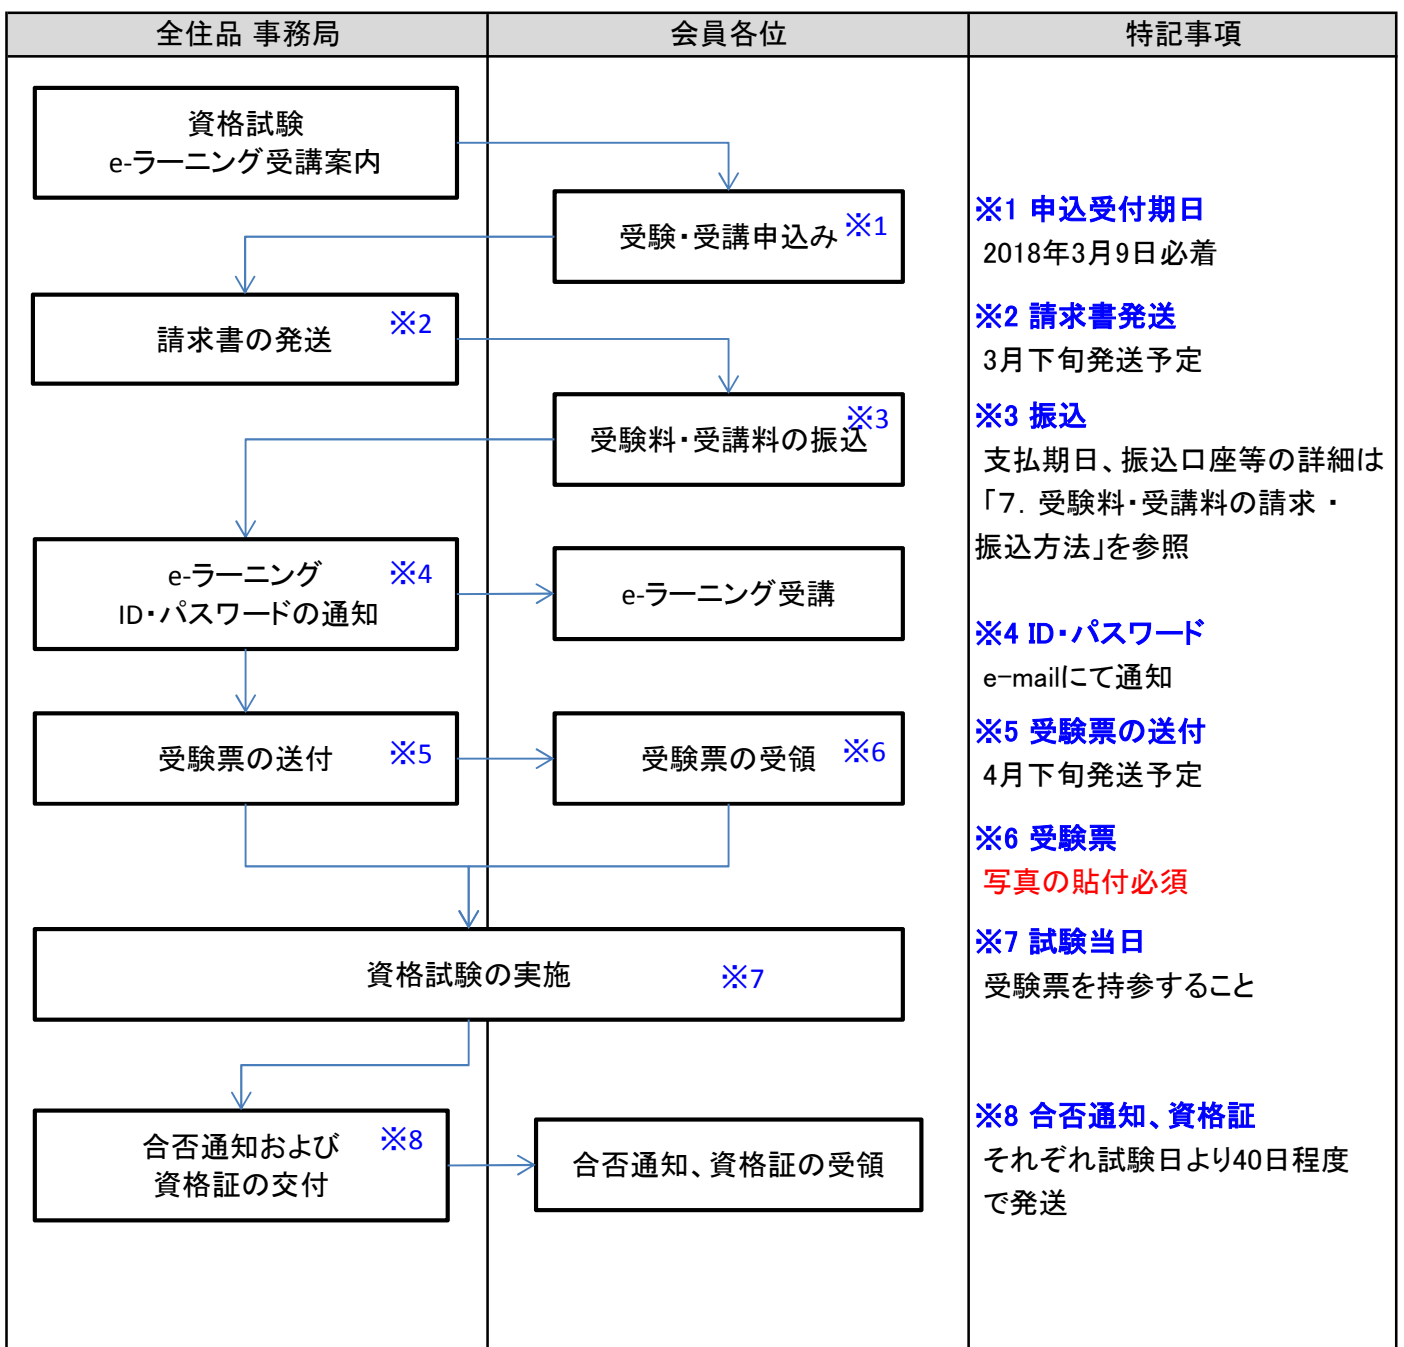 全住品 事務局
会員各位
特記事項
資格試験
e-ラーニング受講案内
受験・受講申込み ※1
請求書の発送 ※2
受験料・受講料の振込 ※3
e-ラーニング
ID・パスワードの通知 ※4
e-ラーニング受講
受験票の送付 ※5
受験票の受領 ※6
資格試験の実施 ※7
合否通知および
資格証の交付 ※8
合否通知、資格証の受領
※1 申込受付期日
2018年3月9日必着
※2 請求書発送
3月下旬発送予定
※3 振込
支払期日、振込口座等の詳細は
「7. 受験料・受講料の請求 ・
振込方法」を参照
※4 ID・パスワード
e-mailにて通知
※5 受験票の送付
4月下旬発送予定
※6 受験票
写真の貼付必須
※7 試験当日
受験票を持参すること
※8 合否通知、資格証
それぞれ試験日より40日程度
で発送